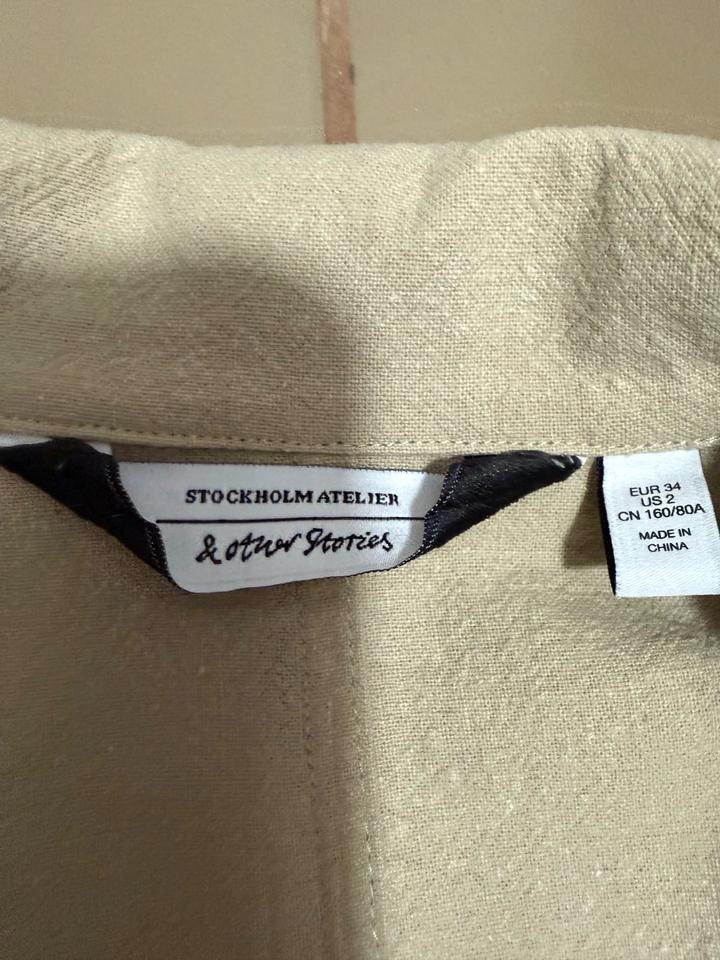 STOCKHOLM ATELIER
& other Stories
EUR 34
US 2
CN 160/80A
MADE IN
CHINA